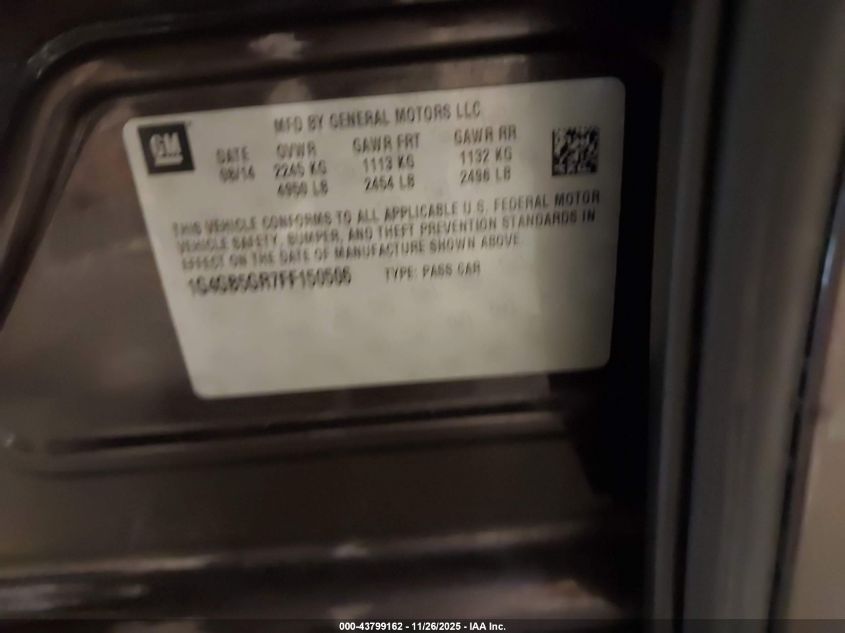 GM
MFD BY GENERAL MOTORS LLC
DATE GVWR GAWR FRT GAWR RR
08/14 2245 KG 1113 KG 1132 KG
4950 LB 2454 LB 2496 LB
THIS VEHICLE CONFORMS TO ALL APPLICABLE U.S. FEDERAL MOTOR
VEHICLE SAFETY, BUMPER, AND THEFT PREVENTION STANDARDS IN
EFFECT ON THE DATE OF MANUFACTURE SHOWN ABOVE.
1G4GB5GR7FF150506 TYPE: PASS CAR
000-43799162 - 11/26/2025 - IAA Inc.